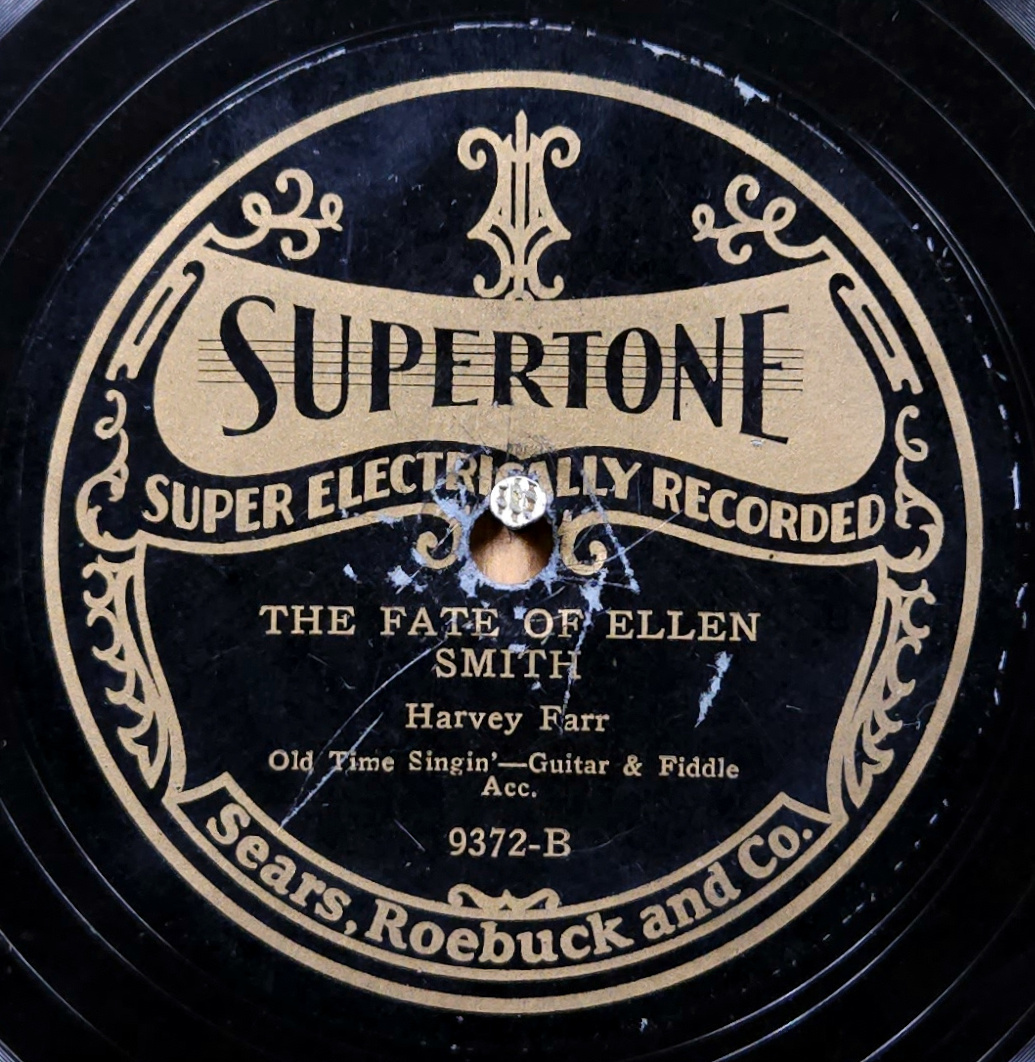 SUPERTONE
SUPER ELECTRICALLY RECORDED
THE FATE OF ELLEN
SMITH
Harvey Farr
Old Time Singin'—Guitar & Fiddle
Acc.
9372-B
Sears, Roebuck and Co.